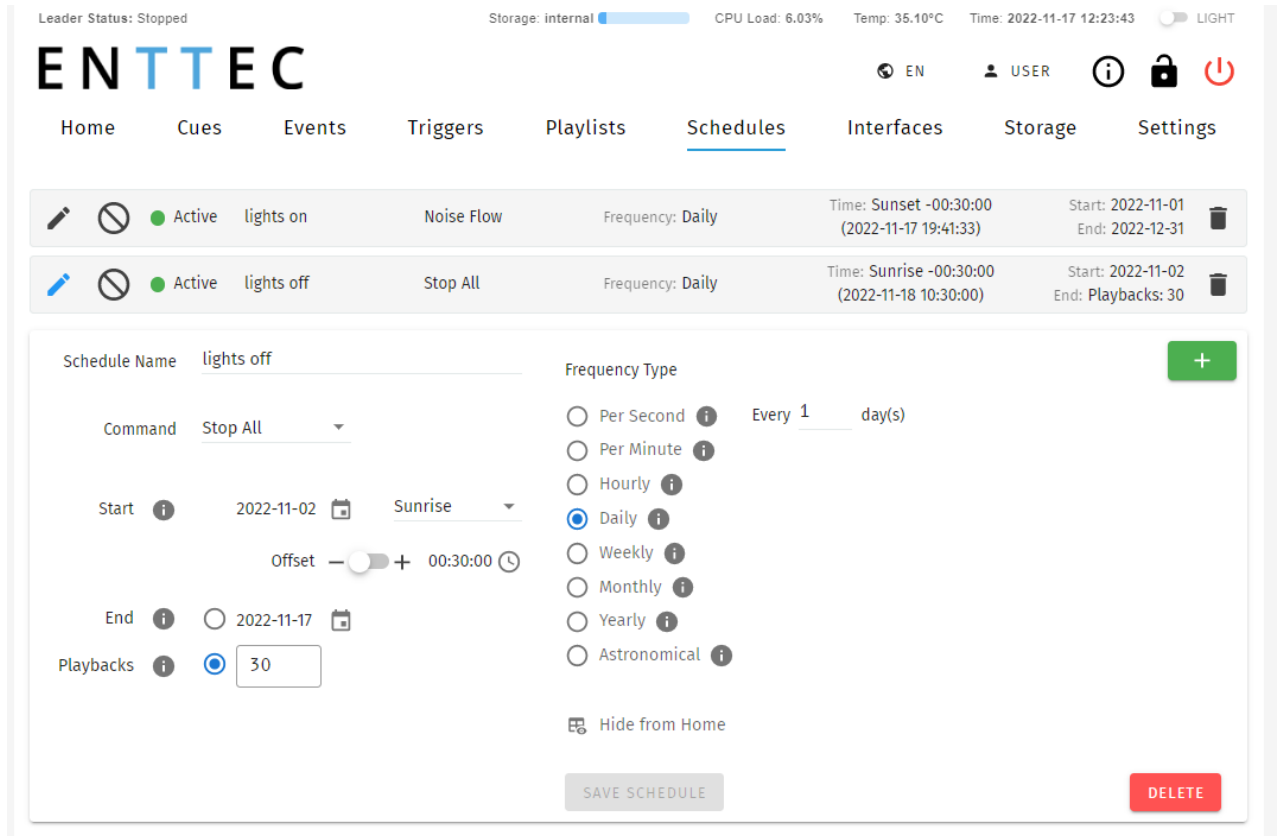 Leader Status: Stopped Storage: internal CPU Load: 6.03% Temp: 35.10°C Time: 2022-11-17 12:23:43 LIGHT
ENTTEC
EN USER
Home Cues Events Triggers Playlists Schedules Interfaces Storage Settings
Active lights on Noise Flow Frequency: Daily Time: Sunset -00:30:00 Start: 2022-11-01
(2022-11-17 19:41:33) End: 2022-12-31
Active lights off Stop All Frequency: Daily Time: Sunrise -00:30:00 Start: 2022-11-02
(2022-11-18 10:30:00) End: Playbacks: 30
Schedule Name lights off
Frequency Type
+
Per Second Every 1 day(s)
Command Stop All
Per Minute
Hourly
Start 2022-11-02 Sunrise
Daily
Weekly
Offset − + 00:30:00
Monthly
End 2022-11-17
Yearly
Astronomical
Playbacks 30
Hide from Home
SAVE SCHEDULE
DELETE